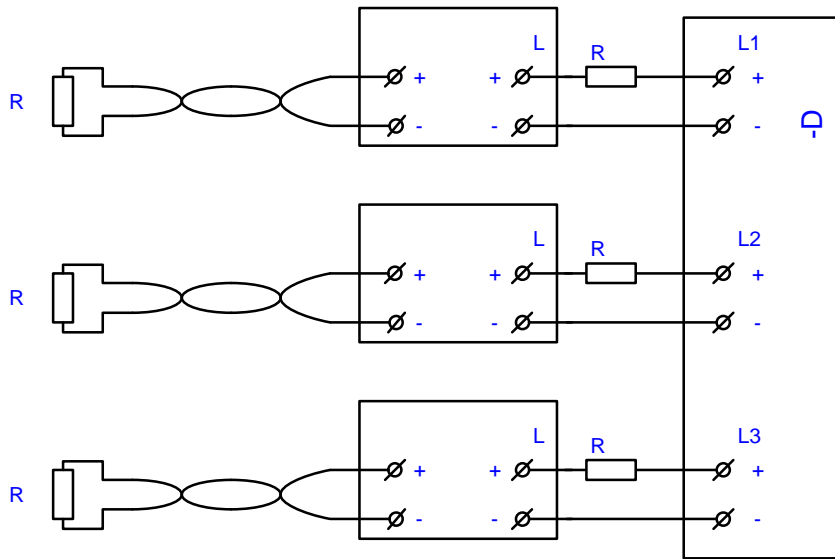 L R L1
R + + +
- - - -D
L R L2
R + + +
- - -
L R L3
R + + +
- - -